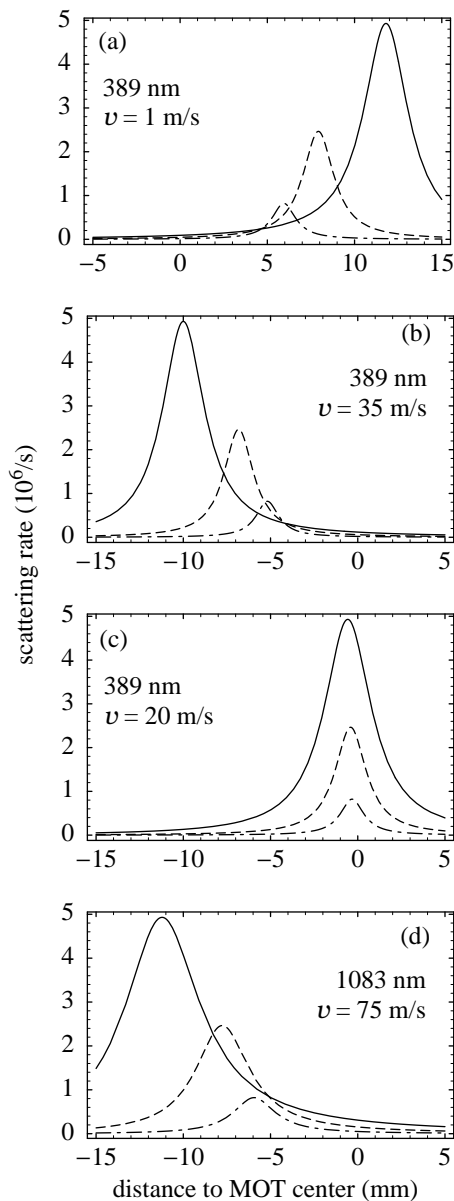 (a)
389 nm
v = 1 m/s
5
4
3
2
1
0
−5 0 5 10 15
(b)
389 nm
v = 35 m/s
5
4
3
2
1
0
−15 −10 −5 0 5
scattering rate (10^6/s)
(c)
389 nm
v = 20 m/s
5
4
3
2
1
0
−15 −10 −5 0 5
(d)
1083 nm
v = 75 m/s
5
4
3
2
1
0
−15 −10 −5 0 5
distance to MOT center (mm)